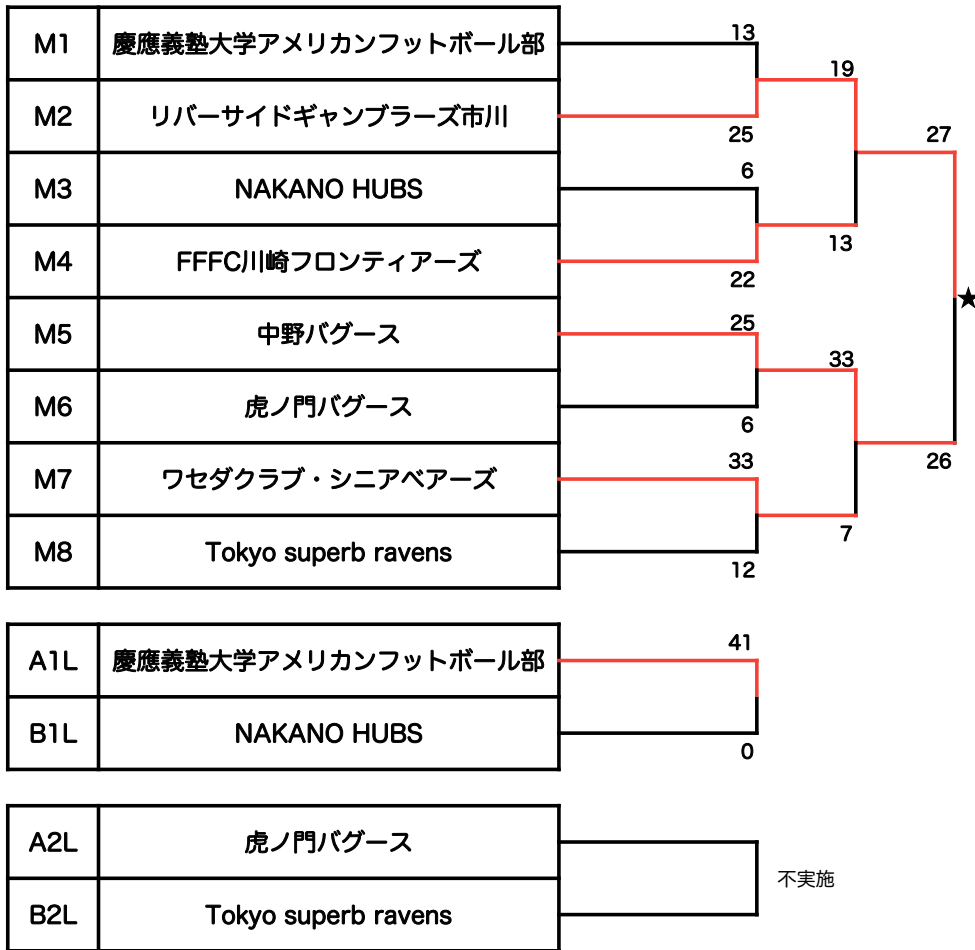 M1 慶應義塾大学アメリカンフットボール部 13
19
M2 リバーサイドギャンブラーズ市川 25
27
M3 NAKANO HUBS 6
13
M4 FFFC川崎フロンティアーズ 22
★
M5 中野バグース 25
33
M6 虎ノ門バグース 6
26
M7 ワセダクラブ・シニアベアーズ 33
7
M8 Tokyo superb ravens 12
A1L 慶應義塾大学アメリカンフットボール部 41
B1L NAKANO HUBS 0
A2L 虎ノ門バグース
不実施
B2L Tokyo superb ravens